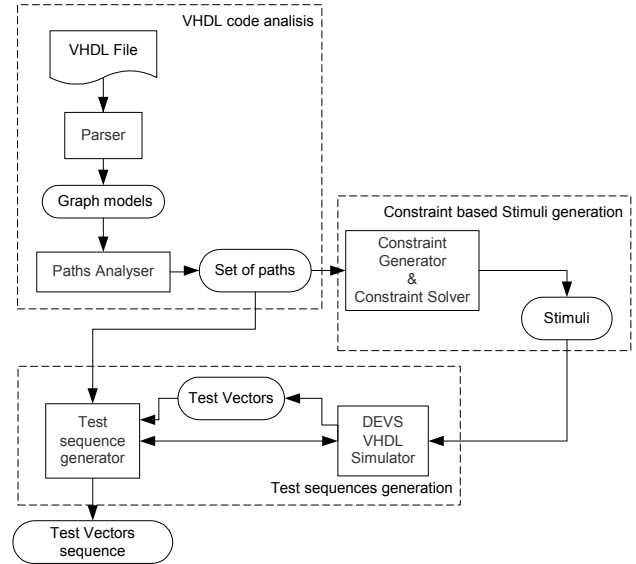 VHDL code analisis
VHDL File
Parser
Graph models
Paths Analyser
Set of paths
Constraint based Stimuli generation
Constraint
Generator
&
Constraint Solver
Stimuli
Test Vectors
Test
sequence
generator
DEVS
VHDL
Simulator
Test sequences generation
Test Vectors
sequence